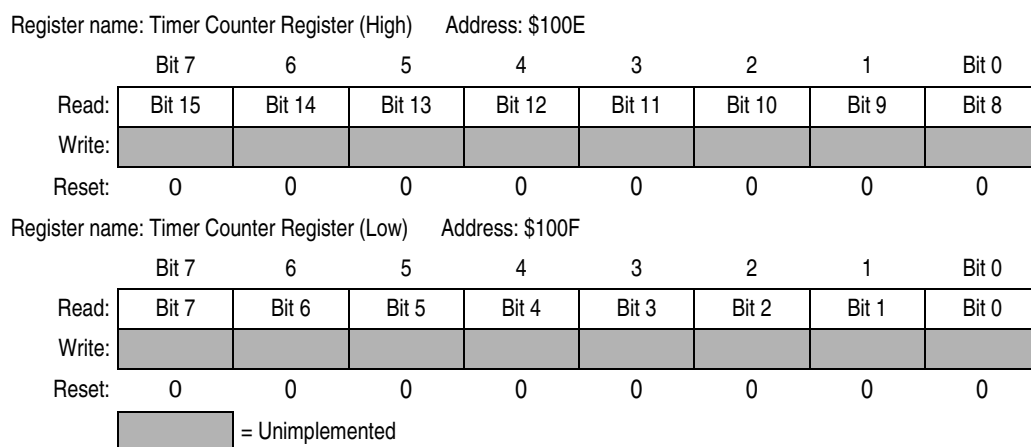 Register name: Timer Counter Register (High) Address: $100E
Bit 7 6 5 4 3 2 1 Bit 0
Read: Bit 15 Bit 14 Bit 13 Bit 12 Bit 11 Bit 10 Bit 9 Bit 8
Write:
Reset: 0 0 0 0 0 0 0 0
Register name: Timer Counter Register (Low) Address: $100F
Bit 7 6 5 4 3 2 1 Bit 0
Read: Bit 7 Bit 6 Bit 5 Bit 4 Bit 3 Bit 2 Bit 1 Bit 0
Write:
Reset: 0 0 0 0 0 0 0 0
= Unimplemented